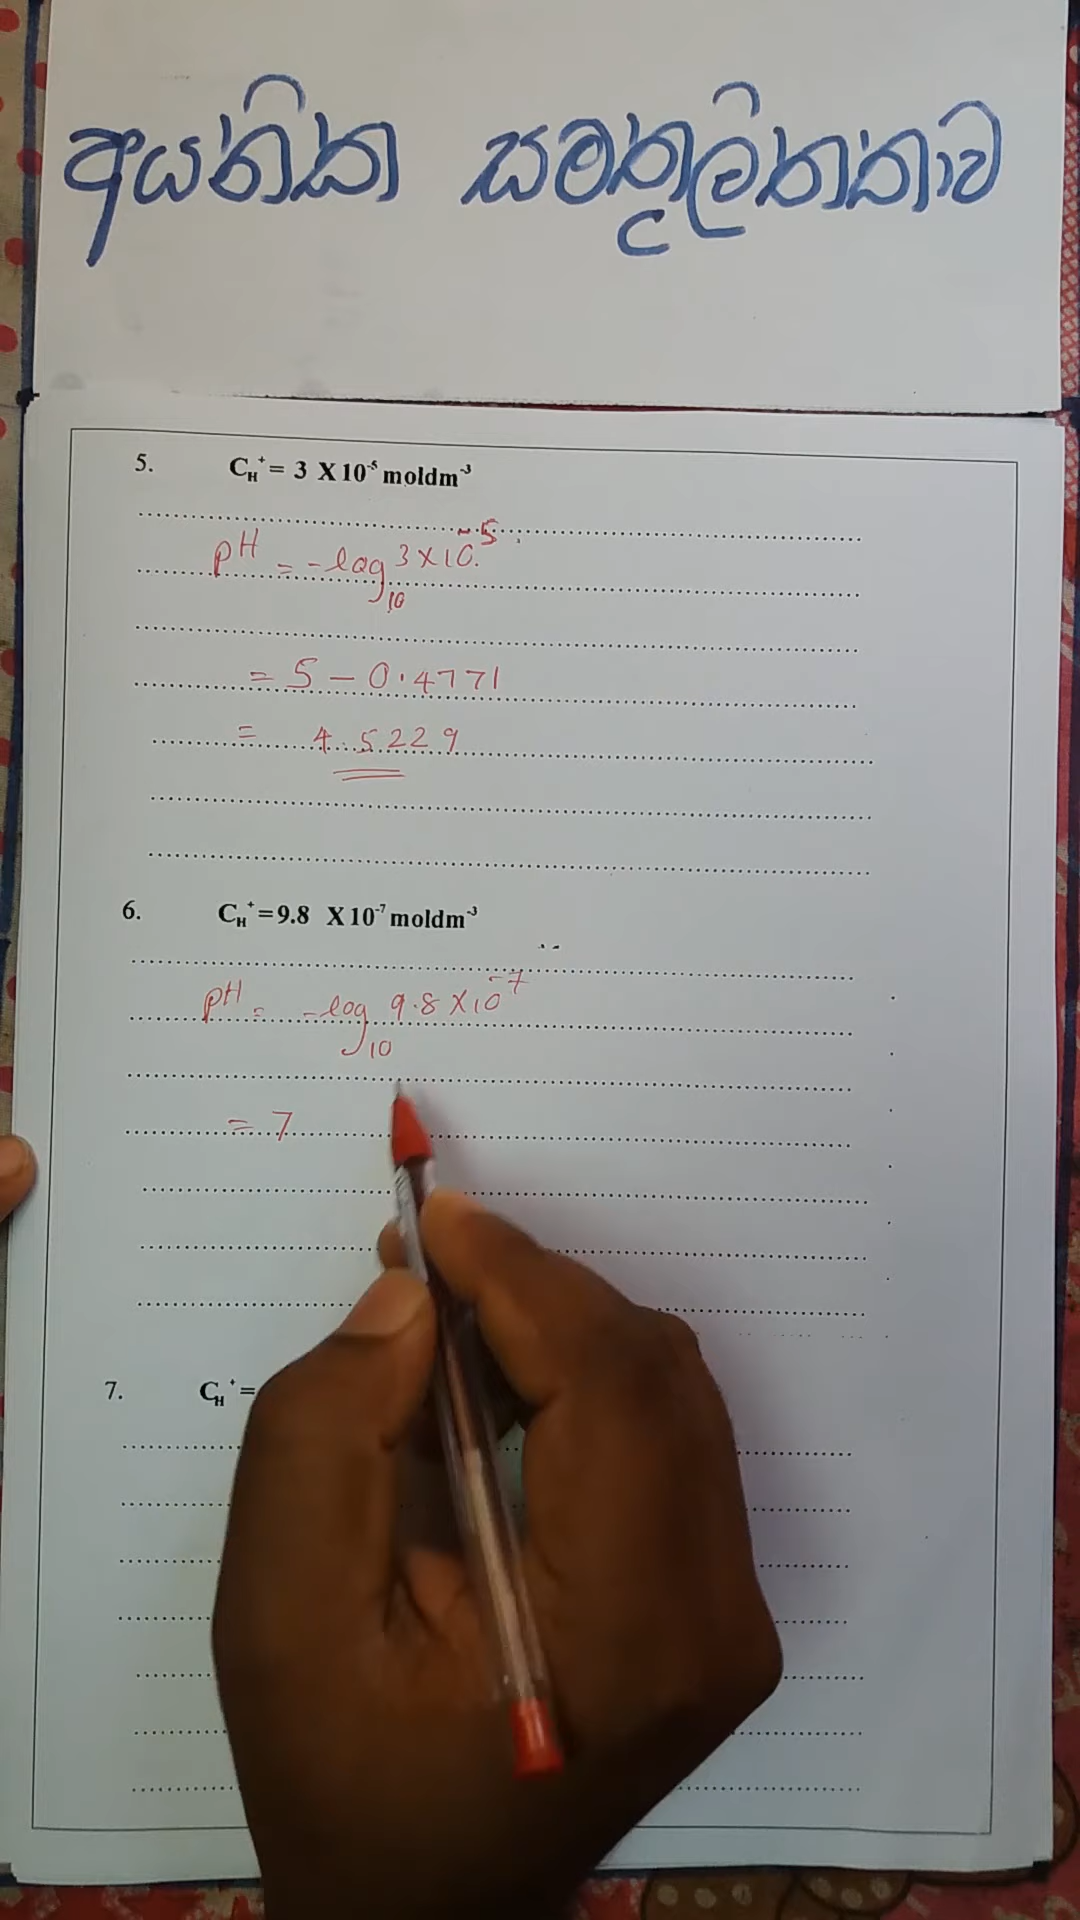 අයනික සමතුලිතතාව
5. C_H⁺ = 3 X 10⁻⁵ moldm⁻³
pH = -log₁₀ 3 × 10⁻⁵
= 5 – 0.4771
= 4.5229
6. C_H⁺ = 9.8 X 10⁻⁷ moldm⁻³
pH = -log₁₀ 9.8 × 10⁻⁷
= 7
7. C_H⁺ =